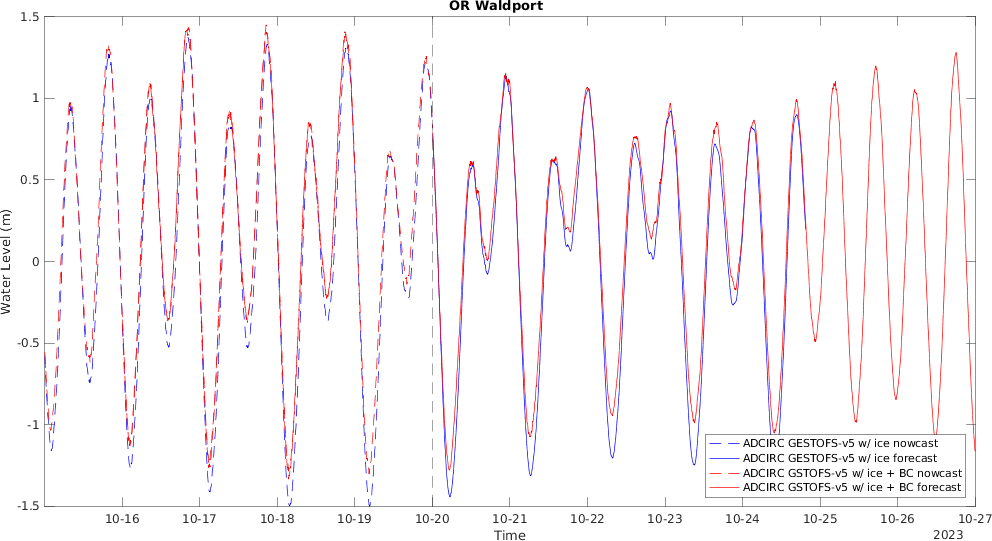 OR Waldport
1.5
1
0.5
0
-0.5
-1
-1.5
Water Level (m)
10-16 10-17 10-18 10-19 10-20 10-21 10-22 10-23 10-24 10-25 10-26 10-27
Time
2023
ADCIRC GESTOFS-v5 w/ ice nowcast
ADCIRC GESTOFS-v5 w/ ice forecast
ADCIRC GSTOFS-v5 w/ ice + BC nowcast
ADCIRC GSTOFS-v5 w/ ice + BC forecast